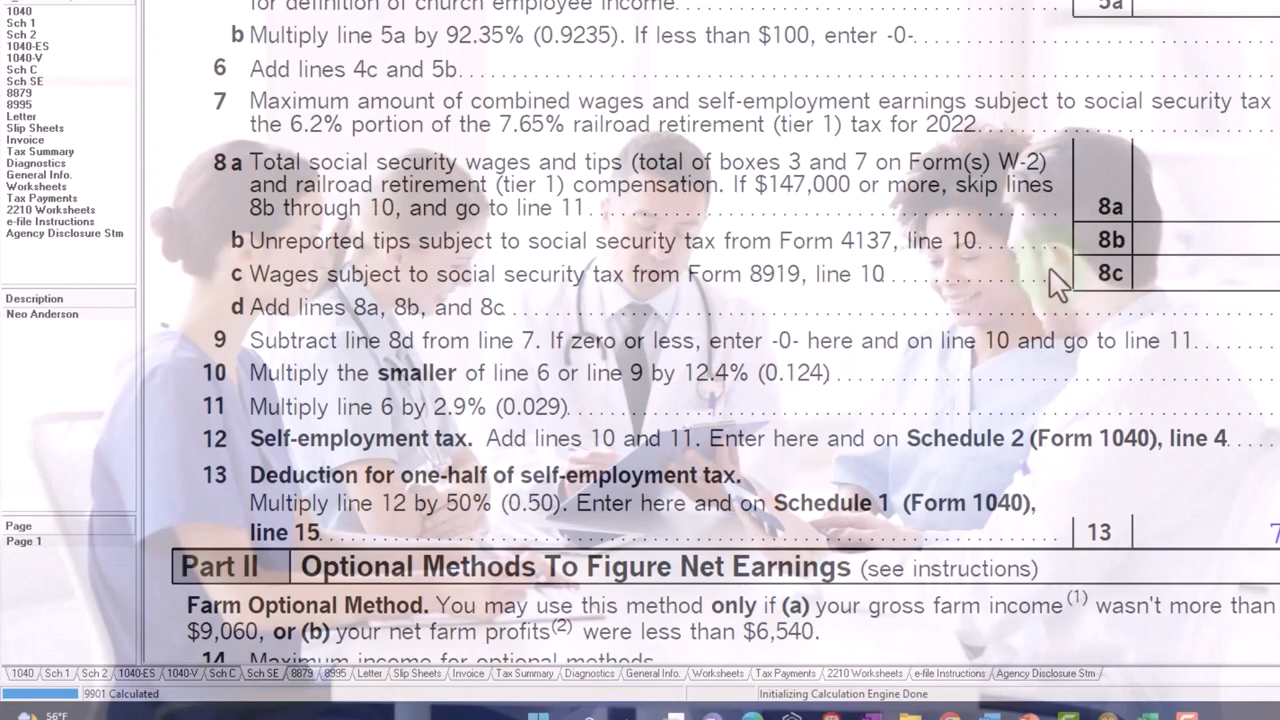 1040
Sch 1
Sch 2
1040-ES
1040-V
Sch C
Sch SE
8879
8995
Letter
Slip Sheets
Invoice
Tax Summary
Diagnostics
General Info.
Worksheets
Tax Payments
2210 Worksheets
e-file Instructions
Agency Disclosure Stm
Description
Neo Anderson
Page
Page 1
for definition of church employee income
5a
b Multiply line 5a by 92.35% (0.9235). If less than $100, enter -0-
6 Add lines 4c and 5b
7 Maximum amount of combined wages and self-employment earnings subject to social security tax
the 6.2% portion of the 7.65% railroad retirement (tier 1) tax for 2022
8 a Total social security wages and tips (total of boxes 3 and 7 on Form(s) W-2)
and railroad retirement (tier 1) compensation. If $147,000 or more, skip lines
8b through 10, and go to line 11 8a
b Unreported tips subject to social security tax from Form 4137, line 10 8b
c Wages subject to social security tax from Form 8919, line 10 8c
d Add lines 8a, 8b, and 8c
9 Subtract line 8d from line 7. If zero or less, enter -0- here and on line 10 and go to line 11
10 Multiply the smaller of line 6 or line 9 by 12.4% (0.124)
11 Multiply line 6 by 2.9% (0.029)
12 Self-employment tax. Add lines 10 and 11. Enter here and on Schedule 2 (Form 1040), line 4
13 Deduction for one-half of self-employment tax.
Multiply line 12 by 50% (0.50). Enter here and on Schedule 1 (Form 1040),
line 15 13 7
Part II Optional Methods To Figure Net Earnings (see instructions)
Farm Optional Method. You may use this method only if (a) your gross farm income (1) wasn't more than
$9,060, or (b) your net farm profits(2) were less than $6,540.
14 Maximum income for optional methods
1040 Sch 1 Sch 2 1040-ES 1040-V Sch C Sch SE 8879 8995 Letter Slip Sheets Invoice Tax Summary Diagnostics General Info. Worksheets Tax Payments 2210 Worksheets e-file Instructions Agency Disclosure Stm
9901 Calculated Initializing Calculation Engine Done
56°F